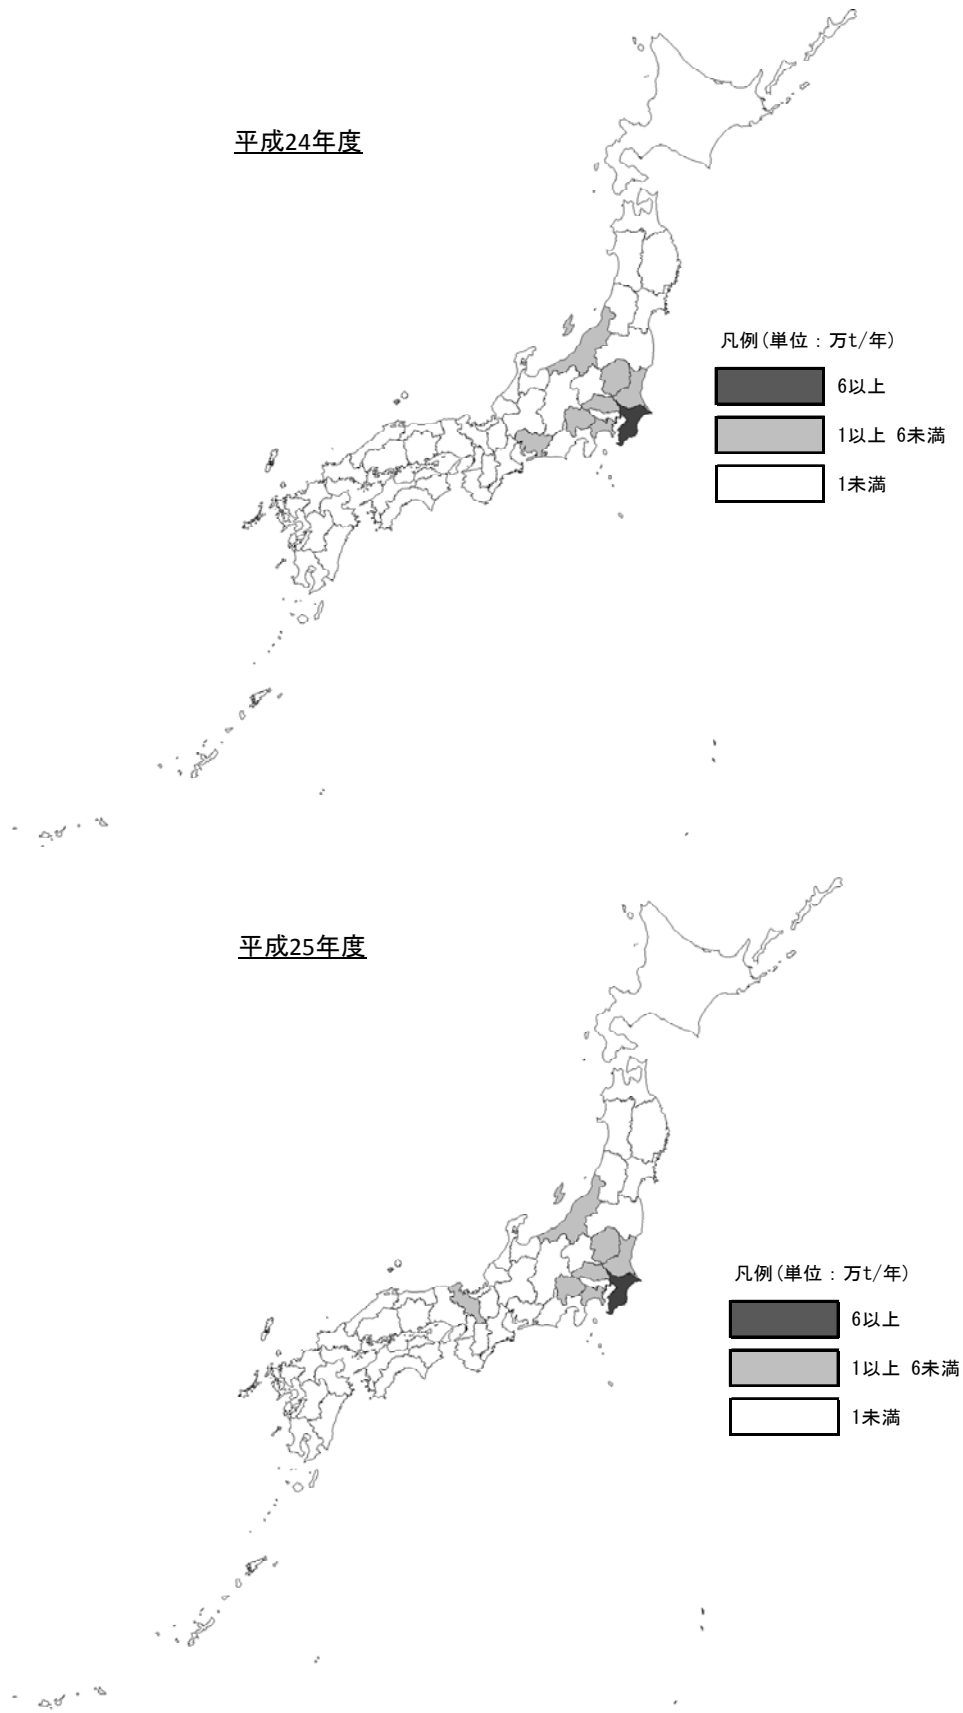 平成24年度
凡例(単位：万t/年)
6以上
1以上 6未満
1未満
平成25年度
凡例(単位：万t/年)
6以上
1以上 6未満
1未満